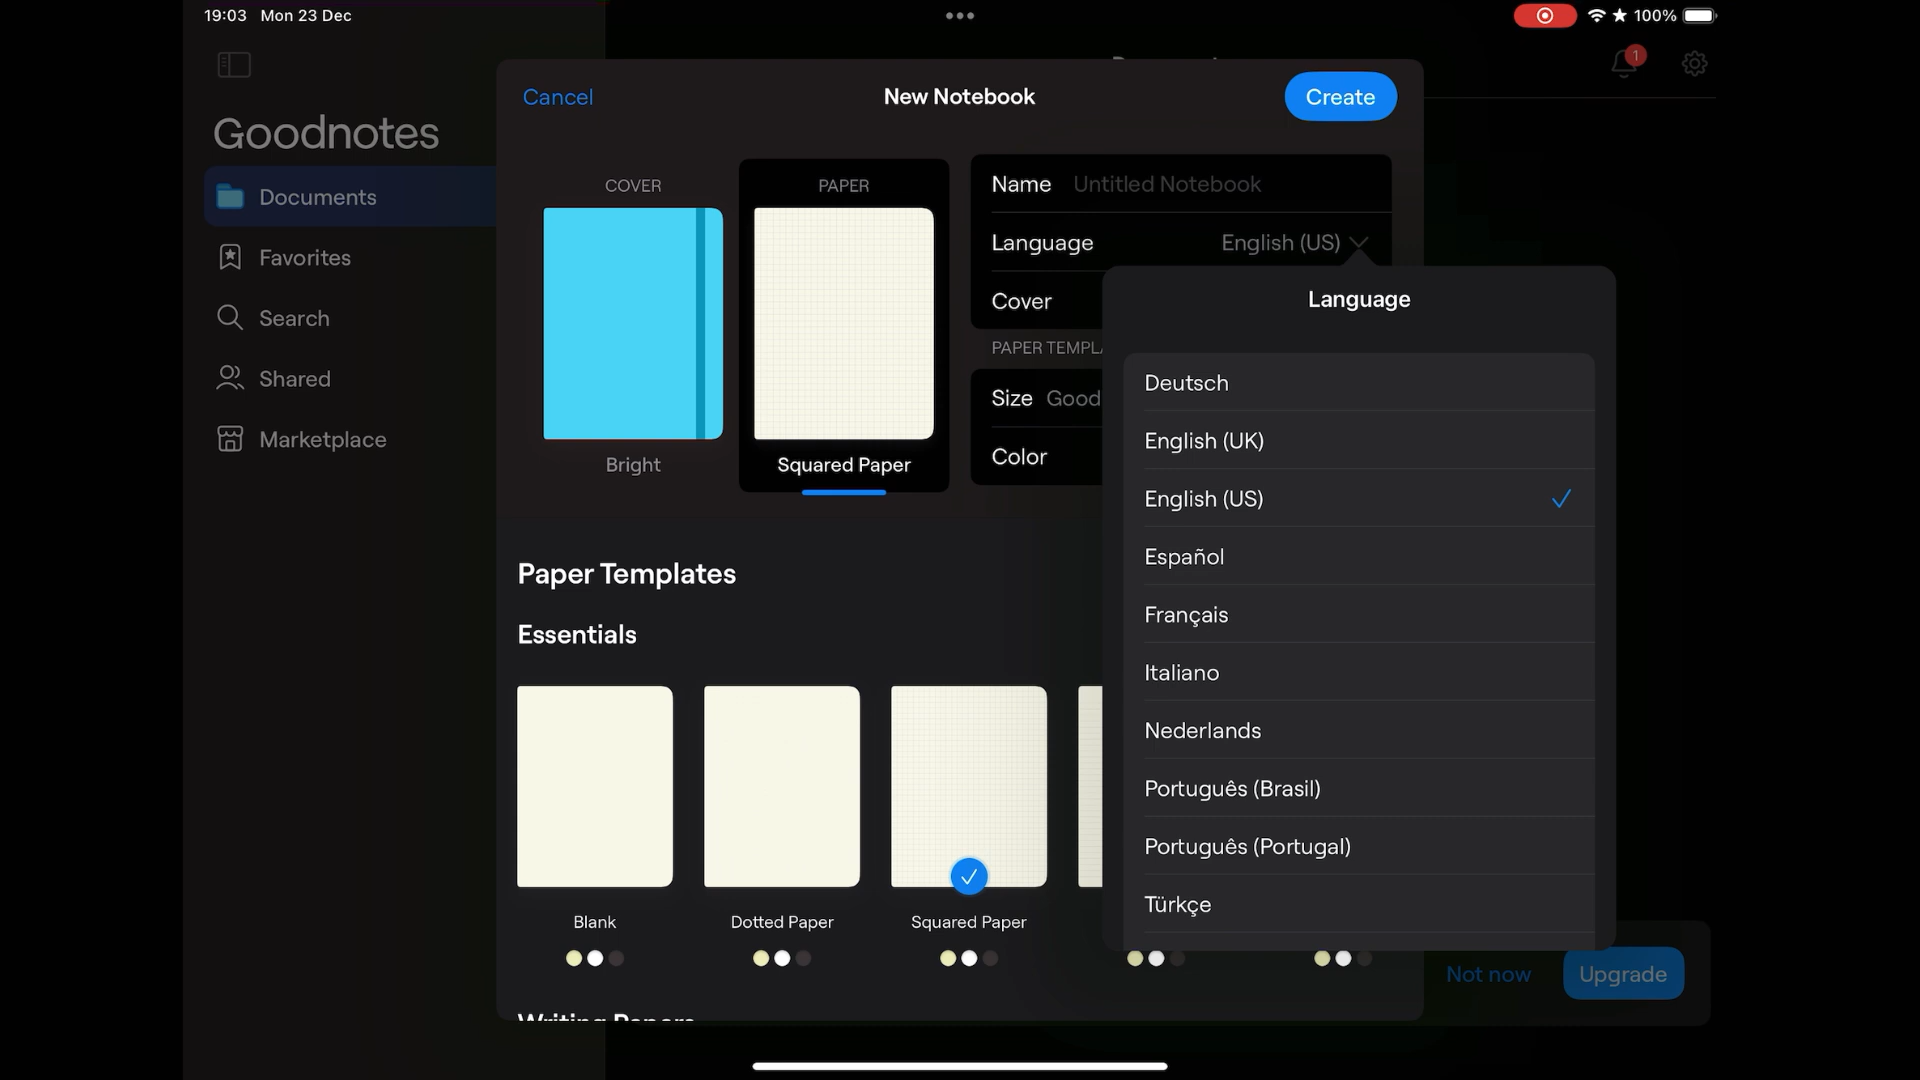 19:03 Mon 23 Dec
100%
1
Goodnotes
Documents
Favorites
Search
Shared
Marketplace
Cancel
New Notebook
Create
COVER
Bright
PAPER
Squared Paper
Name Untitled Notebook
Language English (US)
Cover
Size Good
Color
Language
Deutsch
English (UK)
English (US)
Español
Français
Italiano
Nederlands
Português (Brasil)
Português (Portugal)
Türkçe
Paper Templates
Essentials
Blank
Dotted Paper
Squared Paper
Writing Papers
Not now
Upgrade